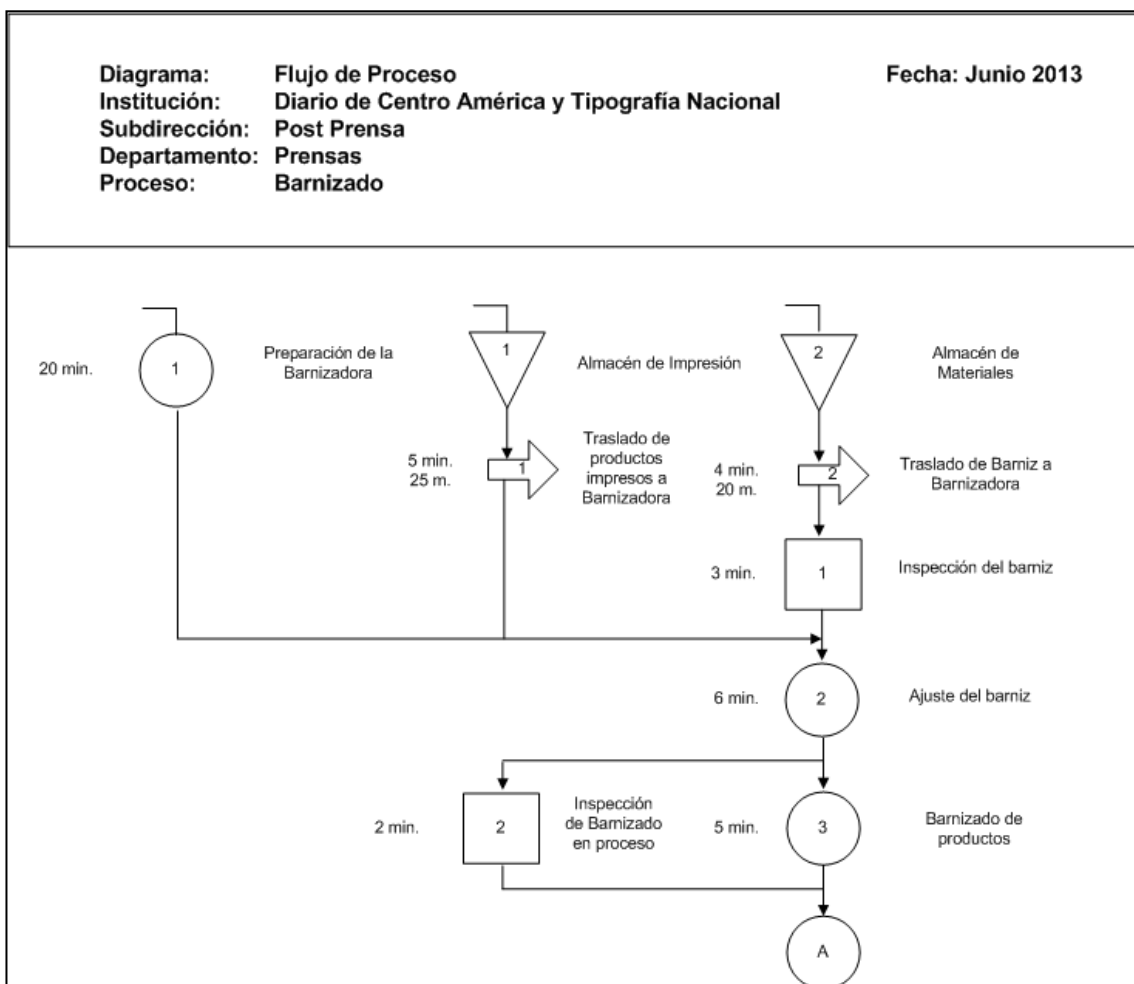 Diagrama: Flujo de Proceso Fecha: Junio 2013
Institución: Diario de Centro América y Tipografía Nacional
Subdirección: Post Prensa
Departamento: Prensas
Proceso: Barnizado
20 min.
1
Preparación de la
Barnizadora
1
Almacén de Impresión
2
Almacén de
Materiales
5 min.
25 m.
1
Traslado de
productos
impresos a
Barnizadora
4 min.
20 m.
2
Traslado de Barniz a
Barnizadora
3 min.
1
Inspección del barniz
6 min.
2
Ajuste del barniz
2 min.
2
Inspección
de Barnizado
en proceso
5 min.
3
Barnizado de
productos
A